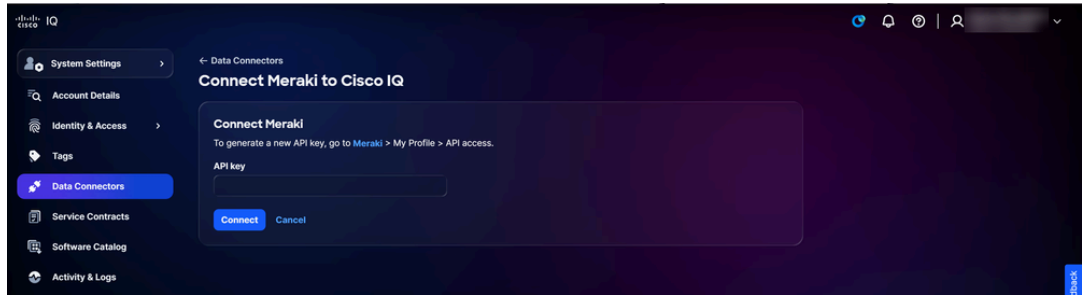 cisco IQ
System Settings
← Data Connectors
Connect Meraki to Cisco IQ
Account Details
Identity & Access
Tags
Data Connectors
Service Contracts
Software Catalog
Activity & Logs
Connect Meraki
To generate a new API key, go to Meraki > My Profile > API access.
API key
Connect Cancel